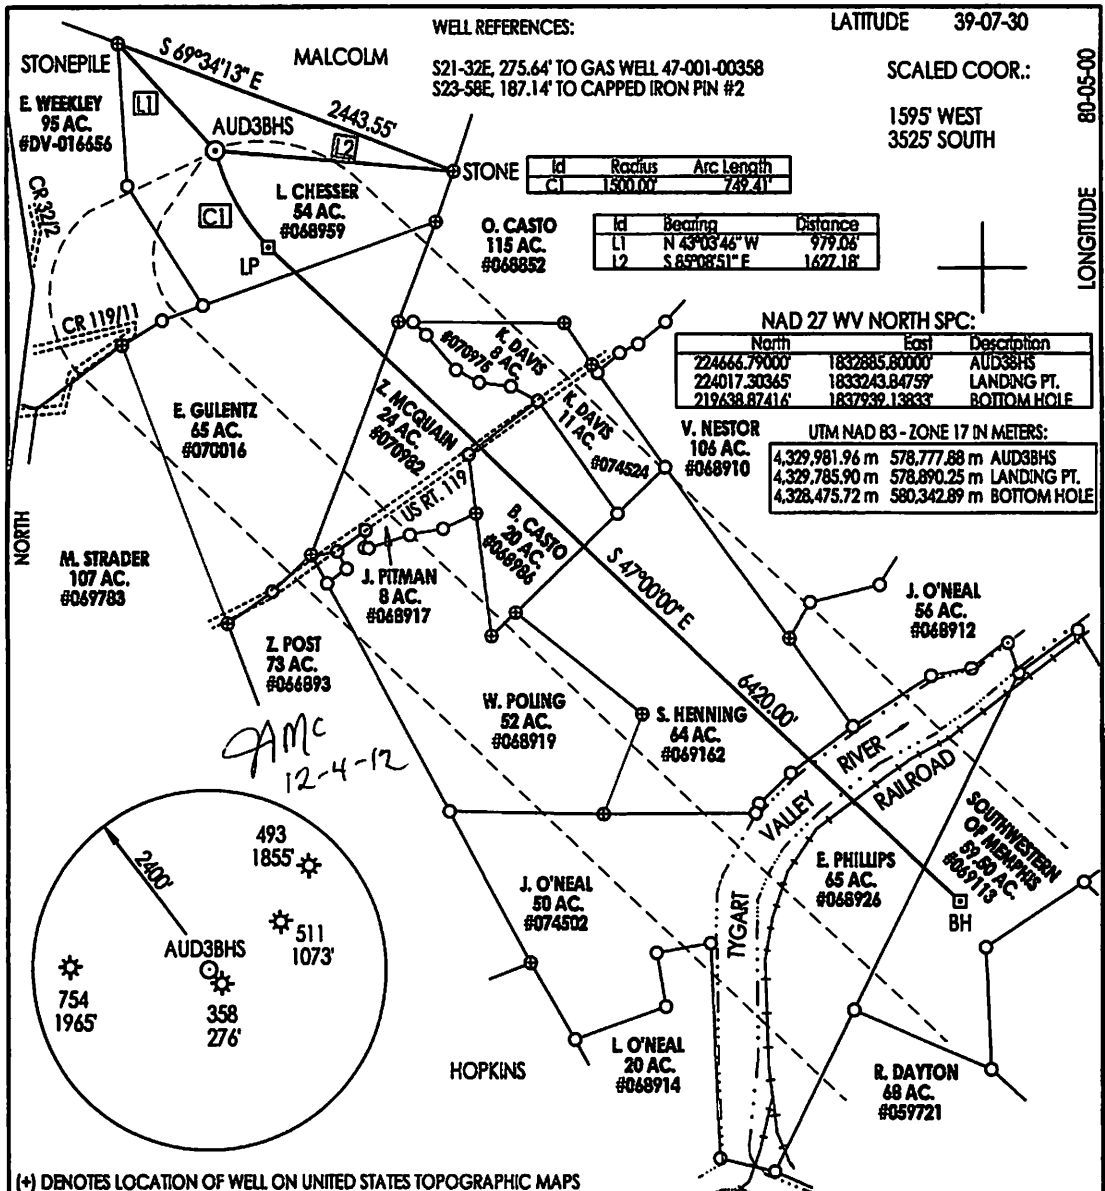 WELL REFERENCES:
S21-32E, 275.64' TO GAS WELL 47-001-00358
S23-58E, 187.14' TO CAPPED IRON PIN #2
LATITUDE 39-07-30
SCALED COOR.:
1595' WEST
3525' SOUTH
80-05-00
LONGITUDE
STONEPILE
S 69°34'13" E
MALCOLM
E. WEEKLEY
95 AC.
#DV-016656
L1
AUD3BHS
2443.55'
L2
STONE
Id Radius Arc Length
C1 1500.00' 749.41'
CR 32/2
C1
L. CHESSER
54 AC.
#068959
LP
O. CASTO
115 AC.
#068852
Id Bearing Distance
L1 N 43°03'46" W 979.06'
L2 S 85°08'51" E 1627.18'
CR 119/11
NAD 27 WV NORTH SPC:
North East Description
224666.79000' 1832885.80000' AUD3BHS
224017.30365' 1833243.84759' LANDING PT.
219638.87416' 1837939.13833' BOTTOM HOLE
K. DAVIS
8 AC.
#070976
E. GULENTZ
65 AC.
#070016
Z. MCQUAIN
24 AC.
#070982
K. DAVIS
11 AC.
#074524
V. NESTOR
106 AC.
#068910
UTM NAD 83 - ZONE 17 IN METERS:
4,329,981.96 m 578,777.88 m AUD3BHS
4,329,785.90 m 578,890.25 m LANDING PT.
4,328,475.72 m 580,342.89 m BOTTOM HOLE
NORTH
US RT. 119
M. STRADER
107 AC.
#069783
B. CASTO
20 AC.
#068986
S 47°00'00" E
J. PITMAN
8 AC.
#068917
J. O'NEAL
56 AC.
#068912
Z. POST
73 AC.
#066893
W. POLING
52 AC.
#068919
6420.00'
S. HENNING
64 AC.
#069162
JAMC
12-4-12
RIVER
VALLEY
RAILROAD
SOUTHWESTERN
OF MEMPHIS
59.50 AC.
#069113
493
1855'
2400'
J. O'NEAL
50 AC.
#074502
E. PHILLIPS
65 AC.
#068926
TYGART
BH
AUD3BHS
511
1073'
754
1965'
358
276'
HOPKINS
L. O'NEAL
20 AC.
#068914
R. DAYTON
68 AC.
#059721
(+) DENOTES LOCATION OF WELL ON UNITED STATES TOPOGRAPHIC MAPS